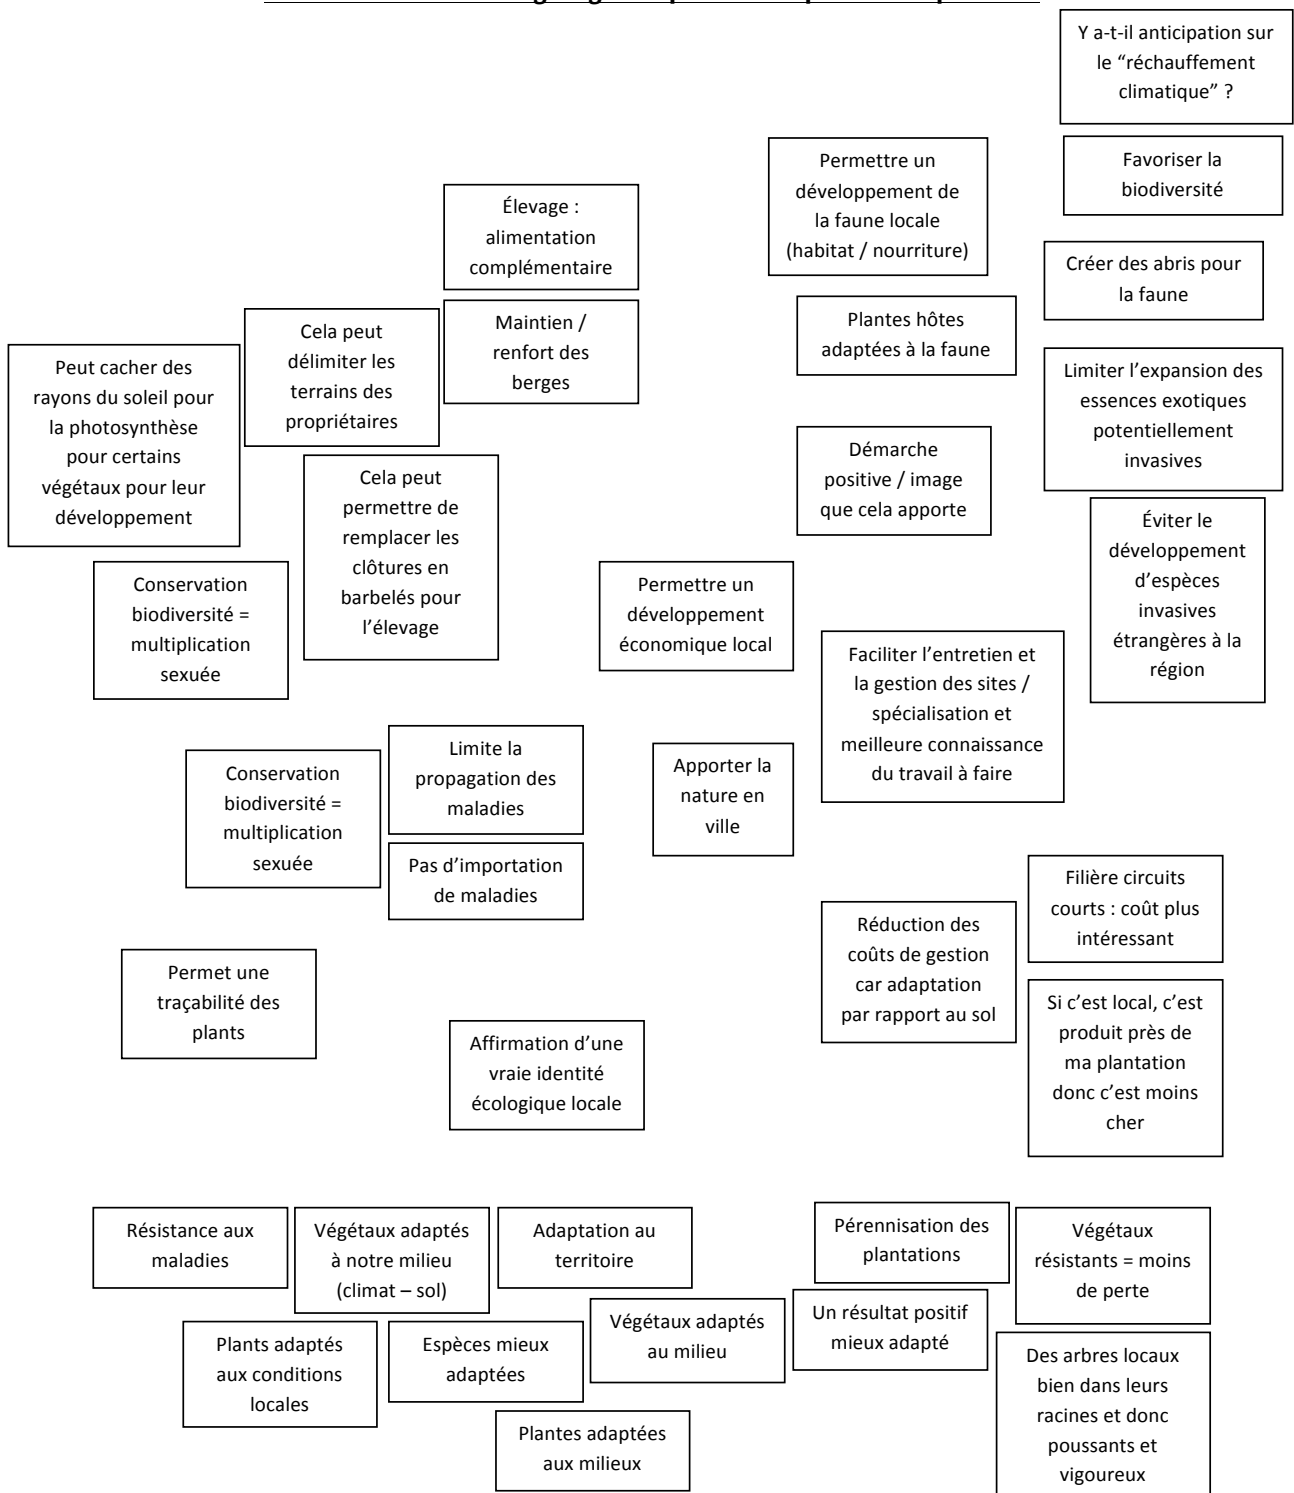 Y a-t-il anticipation sur
le “réchauffement
climatique” ?
Permettre un
développement de
la faune locale
(habitat / nourriture)
Favoriser la
biodiversité
Élevage :
alimentation
complémentaire
Créer des abris pour
la faune
Maintien /
renfort des
berges
Plantes hôtes
adaptées à la faune
Cela peut
délimiter les
terrains des
propriétaires
Peut cacher des
rayons du soleil pour
la photosynthèse
pour certains
végétaux pour leur
développement
Limiter l’expansion des
essences exotiques
potentiellement
invasives
Démarche
positive / image
que cela apporte
Cela peut
permettre de
remplacer les
clôtures en
barbelés pour
l’élevage
Éviter le
développement
d’espèces
invasives
étrangères à la
région
Conservation
biodiversité =
multiplication
sexuée
Permettre un
développement
économique local
Faciliter l’entretien et
la gestion des sites /
spécialisation et
meilleure connaissance
du travail à faire
Limite la
propagation des
maladies
Conservation
biodiversité =
multiplication
sexuée
Apporter la
nature en
ville
Pas d’importation
de maladies
Filière circuits
courts : coût plus
intéressant
Réduction des
coûts de gestion
car adaptation
par rapport au sol
Permet une
traçabilité des
plants
Si c’est local, c’est
produit près de
ma plantation
donc c’est moins
cher
Affirmation d’une
vraie identité
écologique locale
Résistance aux
maladies
Végétaux adaptés
à notre milieu
(climat – sol)
Adaptation au
territoire
Pérennisation des
plantations
Végétaux
résistants = moins
de perte
Plants adaptés
aux conditions
locales
Espèces mieux
adaptées
Végétaux adaptés
au milieu
Un résultat positif
mieux adapté
Des arbres locaux
bien dans leurs
racines et donc
poussants et
vigoureux
Plantes adaptées
aux milieux